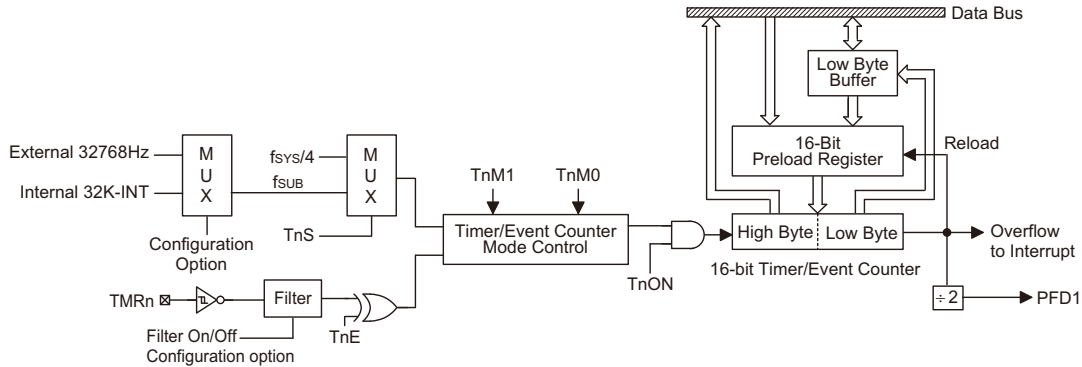 Data Bus
Low Byte
Buffer
16-Bit
Preload Register
Reload
External 32768Hz
Internal 32K-INT
M
U
X
fSUB
Configuration
Option
fSYS/4
M
U
X
TnS
TnM1
TnM0
Timer/Event Counter
Mode Control
TnON
High Byte
Low Byte
16-bit Timer/Event Counter
Overflow
to Interrupt
÷2
PFD1
TMRn
Filter
TnE
Filter On/Off
Configuration option